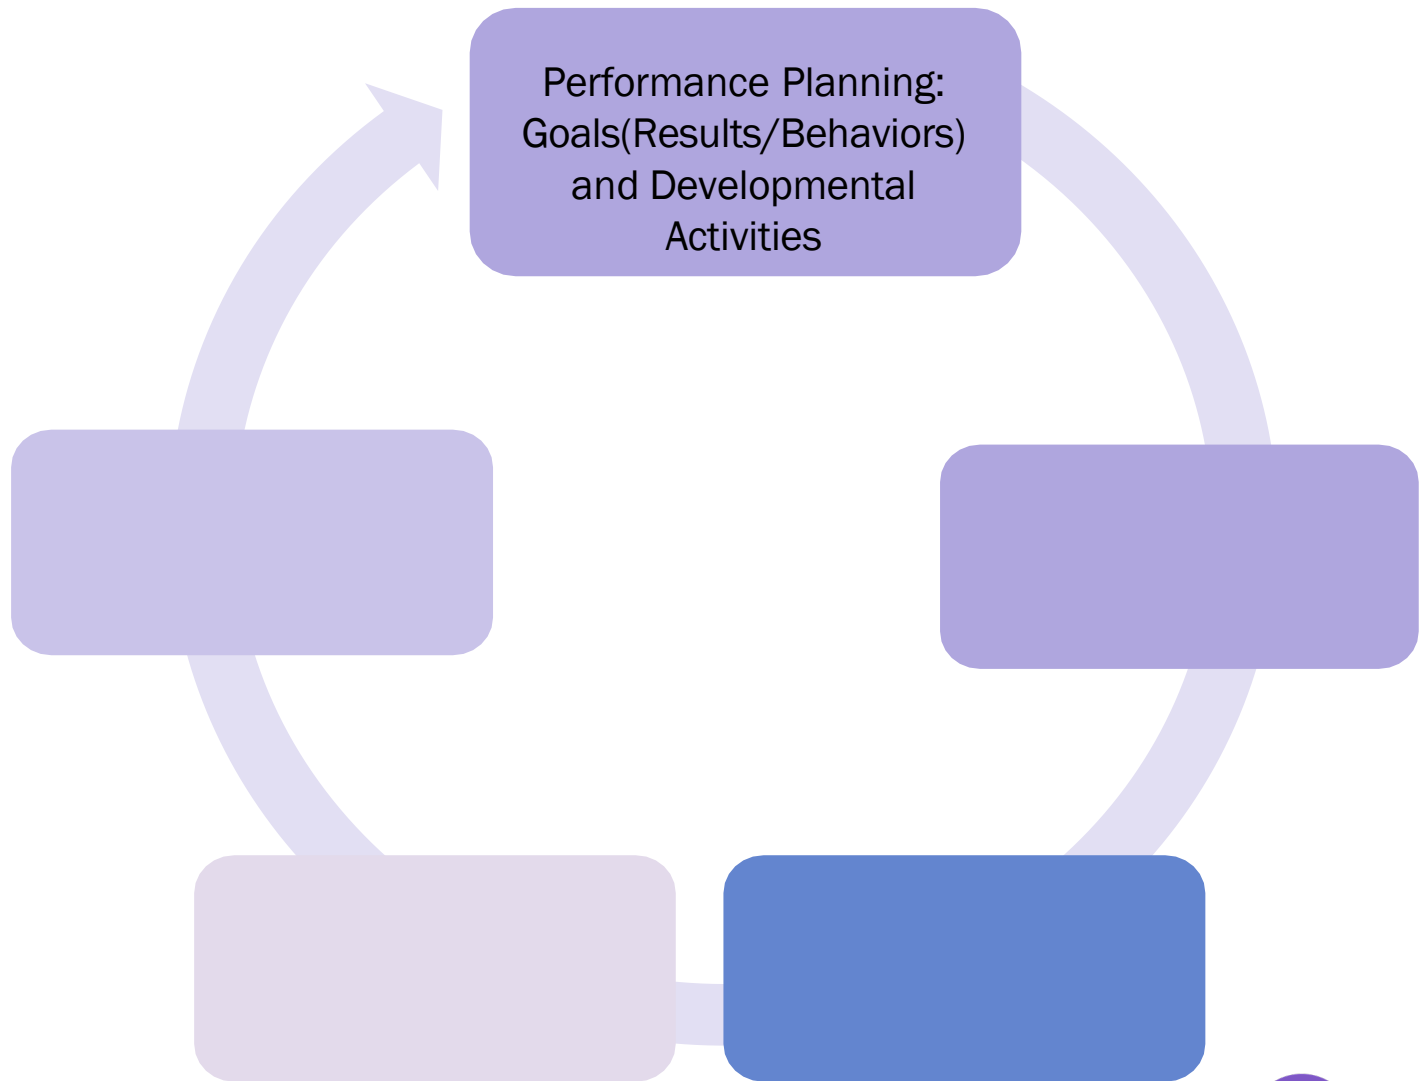 Performance Planning:
Goals(Results/Behaviors)
and Developmental
Activities